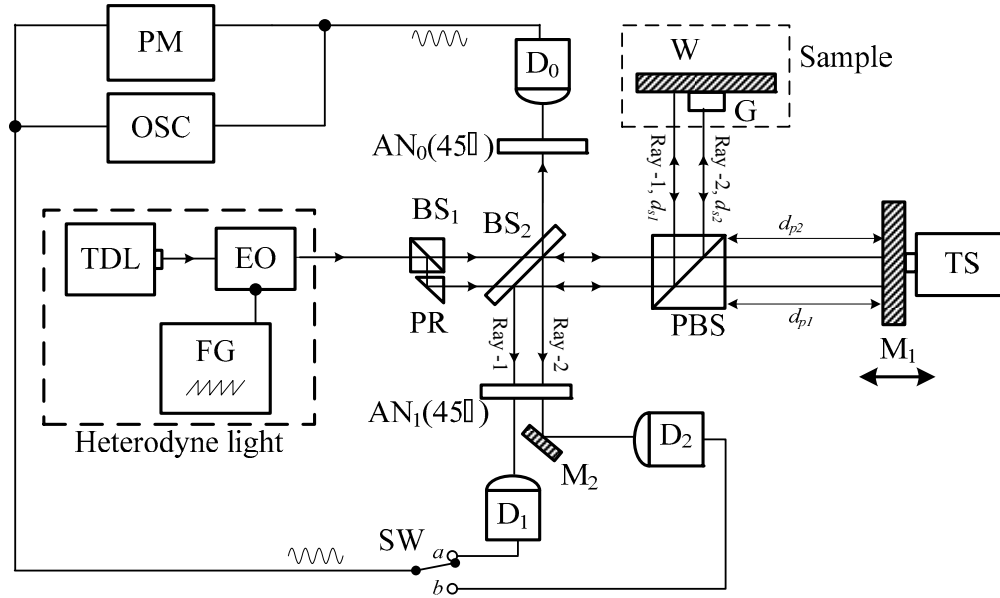 PM
OSC
D₀
W
Sample
G
AN₀(45▯)
Ray -1, dₛ₁
Ray -2, dₛ₂
BS₁
BS₂
TDL
EO
dₚ₂
TS
PR
PBS
dₚ₁
M₁
FG
Ray -1
Ray -2
AN₁(45▯)
Heterodyne light
M₂
D₂
D₁
SW
a
b